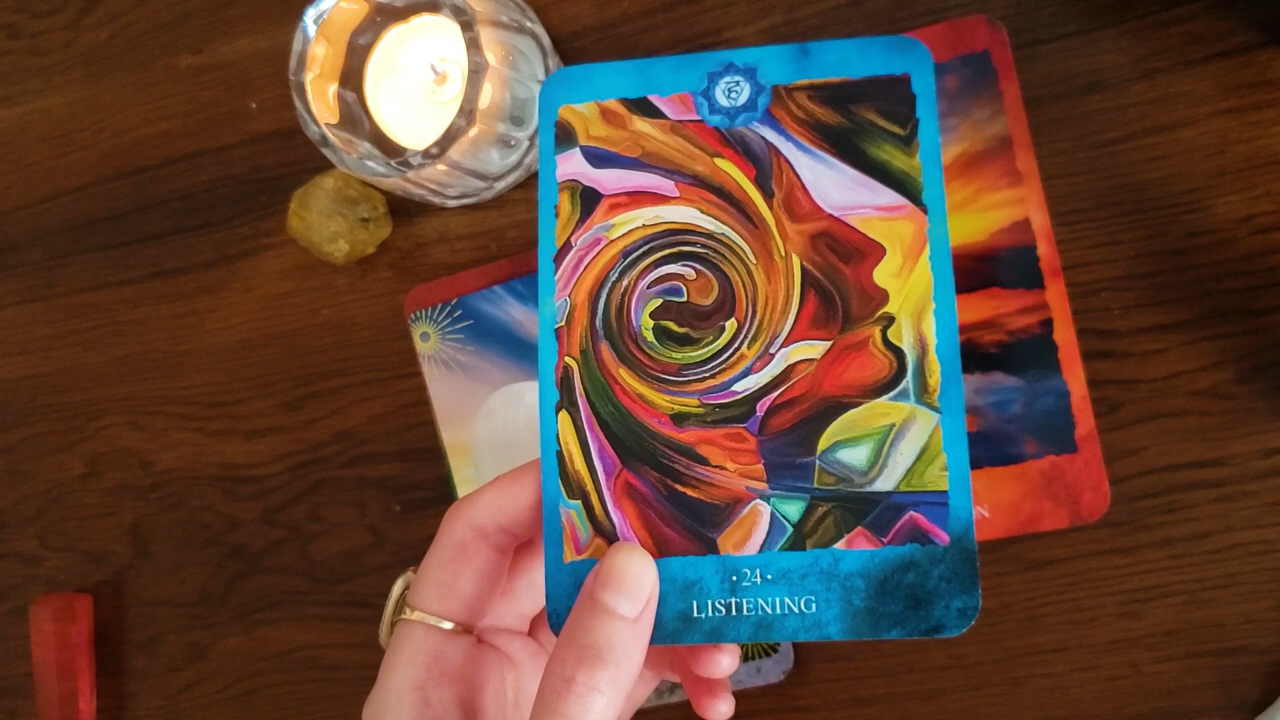 हं
· 24 ·
LISTENING
N